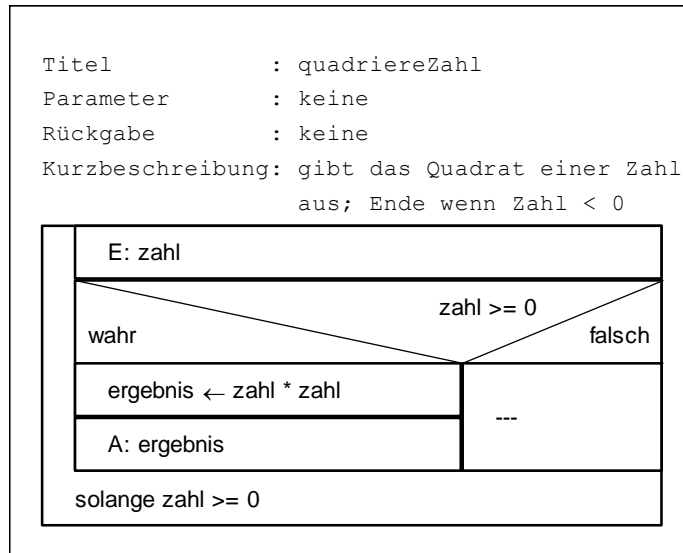 Titel : quadriereZahl
Parameter : keine
Rückgabe : keine
Kurzbeschreibung: gibt das Quadrat einer Zahl
aus; Ende wenn Zahl < 0
E: zahl
zahl >= 0
wahr
falsch
ergebnis ← zahl * zahl
---
A: ergebnis
solange zahl >= 0